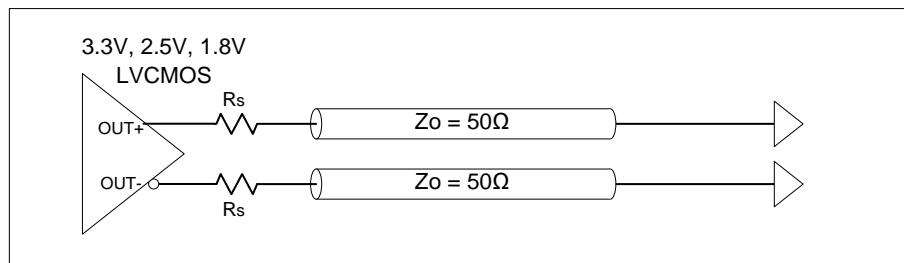 3.3V, 2.5V, 1.8V
LVCMOS
Rs
OUT+
Zo = 50Ω
OUT-
Zo = 50Ω
Rs